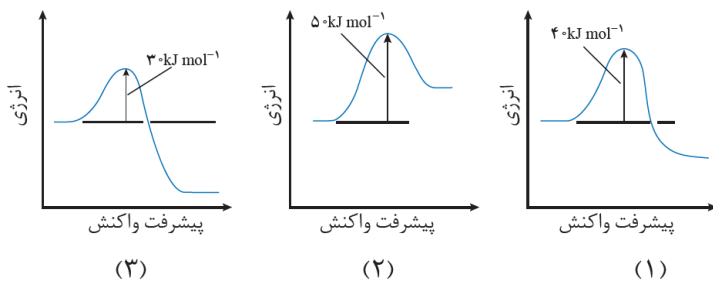 ۴۰kJ mol⁻¹
انرژی
پیشرفت واکنش
(۱)
۵۰kJ mol⁻¹
انرژی
پیشرفت واکنش
(۲)
۳۰kJ mol⁻¹
انرژی
پیشرفت واکنش
(۳)